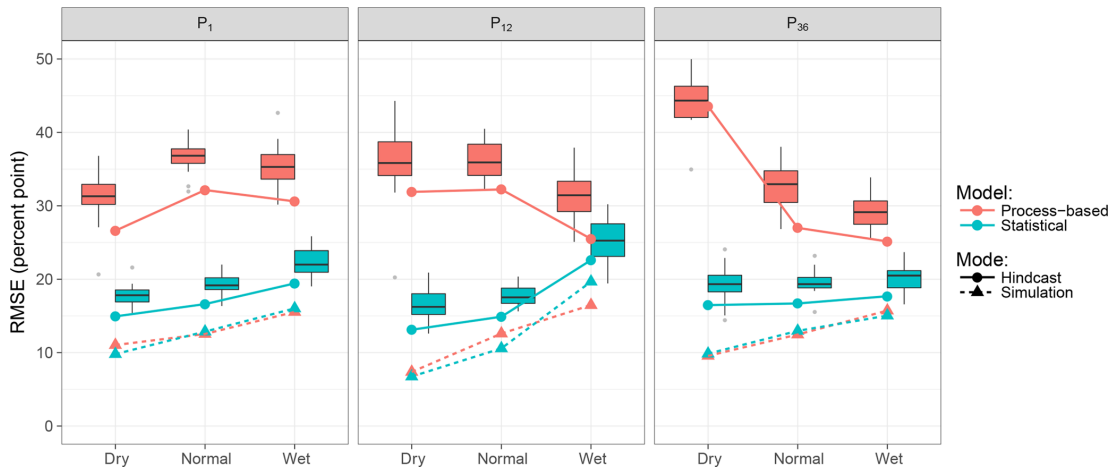 P₁ P₁₂ P₃₆
RMSE (percent point)
50
40
30
20
10
0
Dry Normal Wet Dry Normal Wet Dry Normal Wet
Model:
Process−based
Statistical
Mode:
Hindcast
Simulation